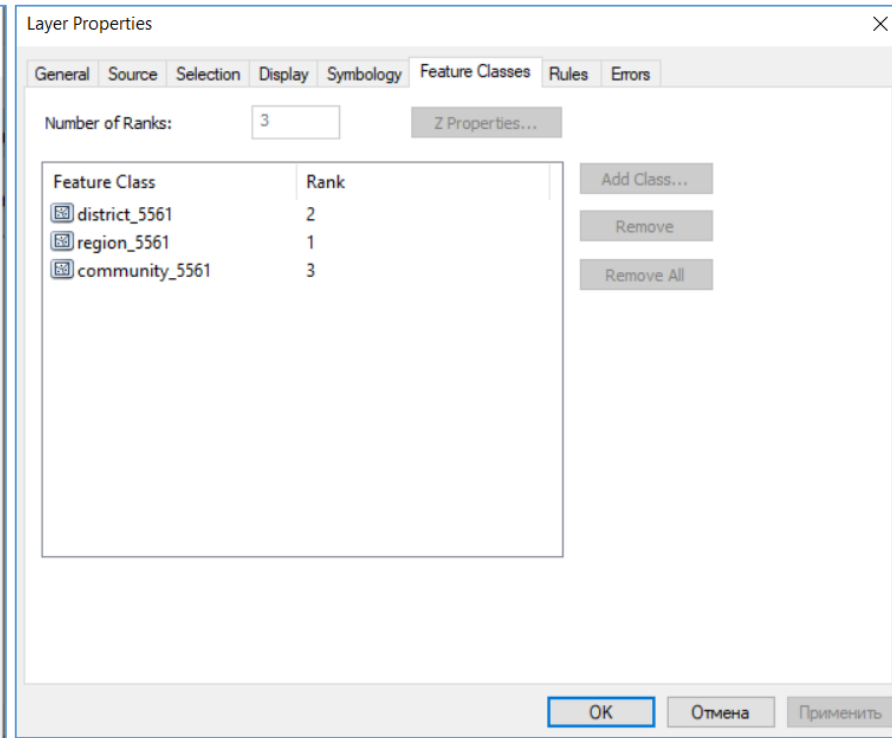 Layer Properties
General Source Selection Display Symbology Feature Classes Rules Errors
Number of Ranks: 3 Z Properties...
Feature Class Rank Add Class...
district_5561 2 Remove
region_5561 1
community_5561 3 Remove All
OK Отмена Применить